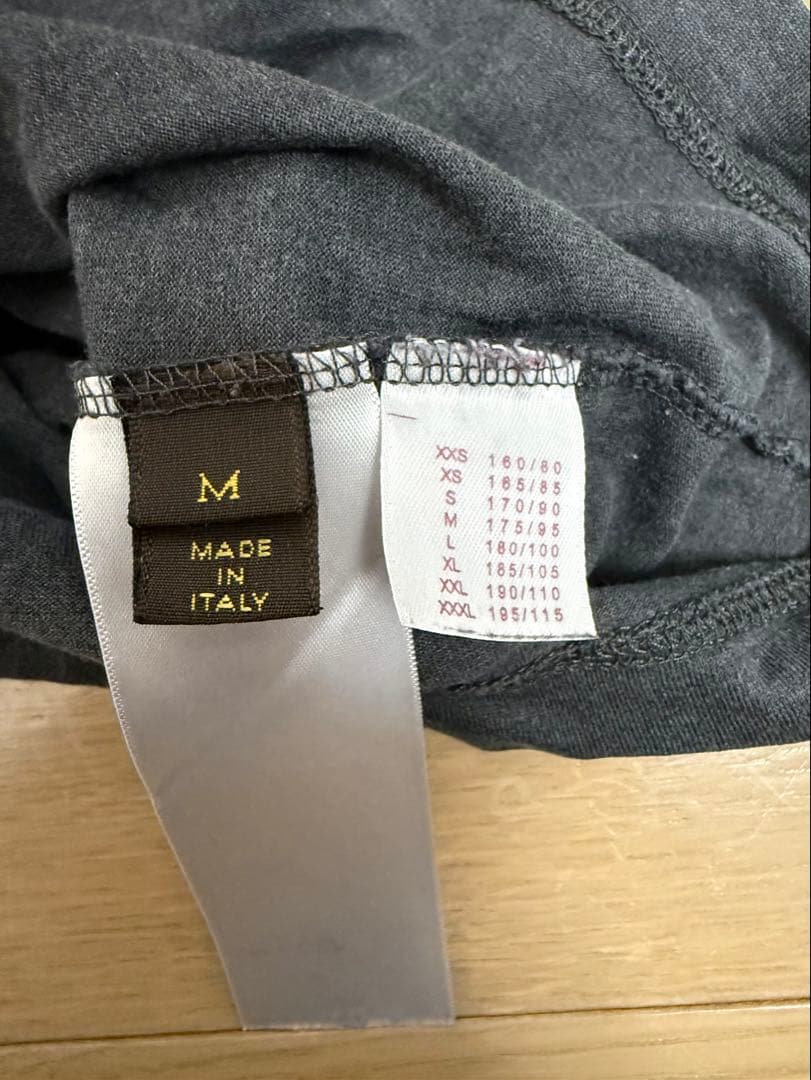 M
MADE
IN
ITALY
XXS 160/80
XS 165/85
S 170/90
M 175/95
L 180/100
XL 185/105
XXL 190/110
XXXL 195/115